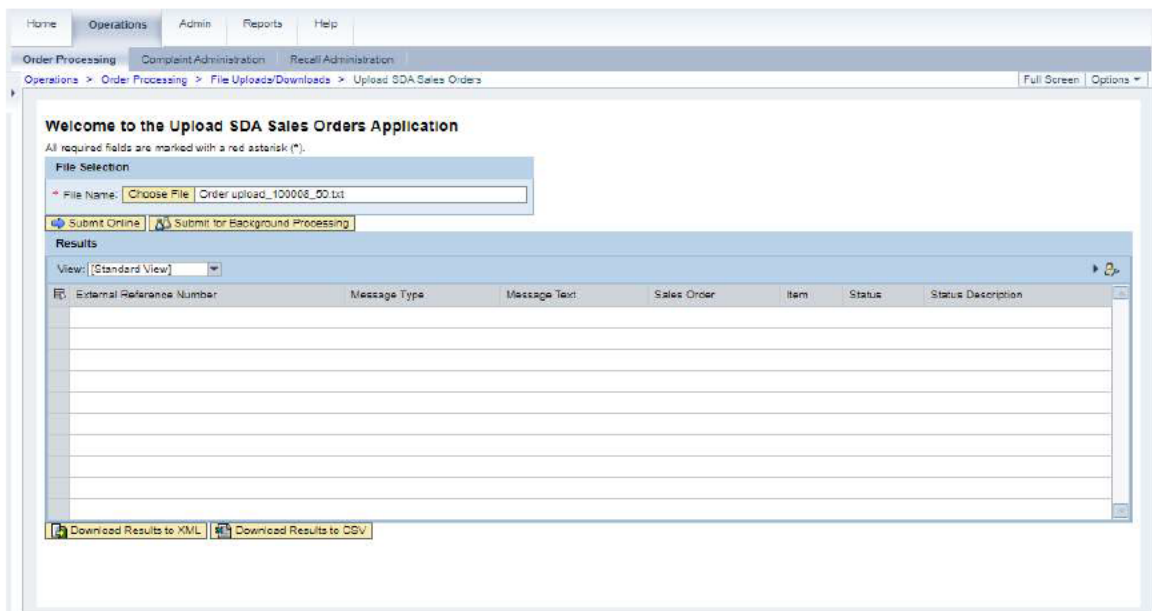 Home Operations Admin Reports Help
Order Processing Complaint Administration Recall Administration
Operations > Order Processing > File Uploads/Downloads > Upload SDA Sales Orders Full Screen Options
Welcome to the Upload SDA Sales Orders Application
All required fields are marked with a red asterisk (*).
File Selection
* File Name: Choose File Order upload_100008_50.txt
Submit Online Submit for Background Processing
Results
View: [Standard View]
External Reference Number Message Type Message Text Sales Order Item Status Status Description
Download Results to XML Download Results to CSV